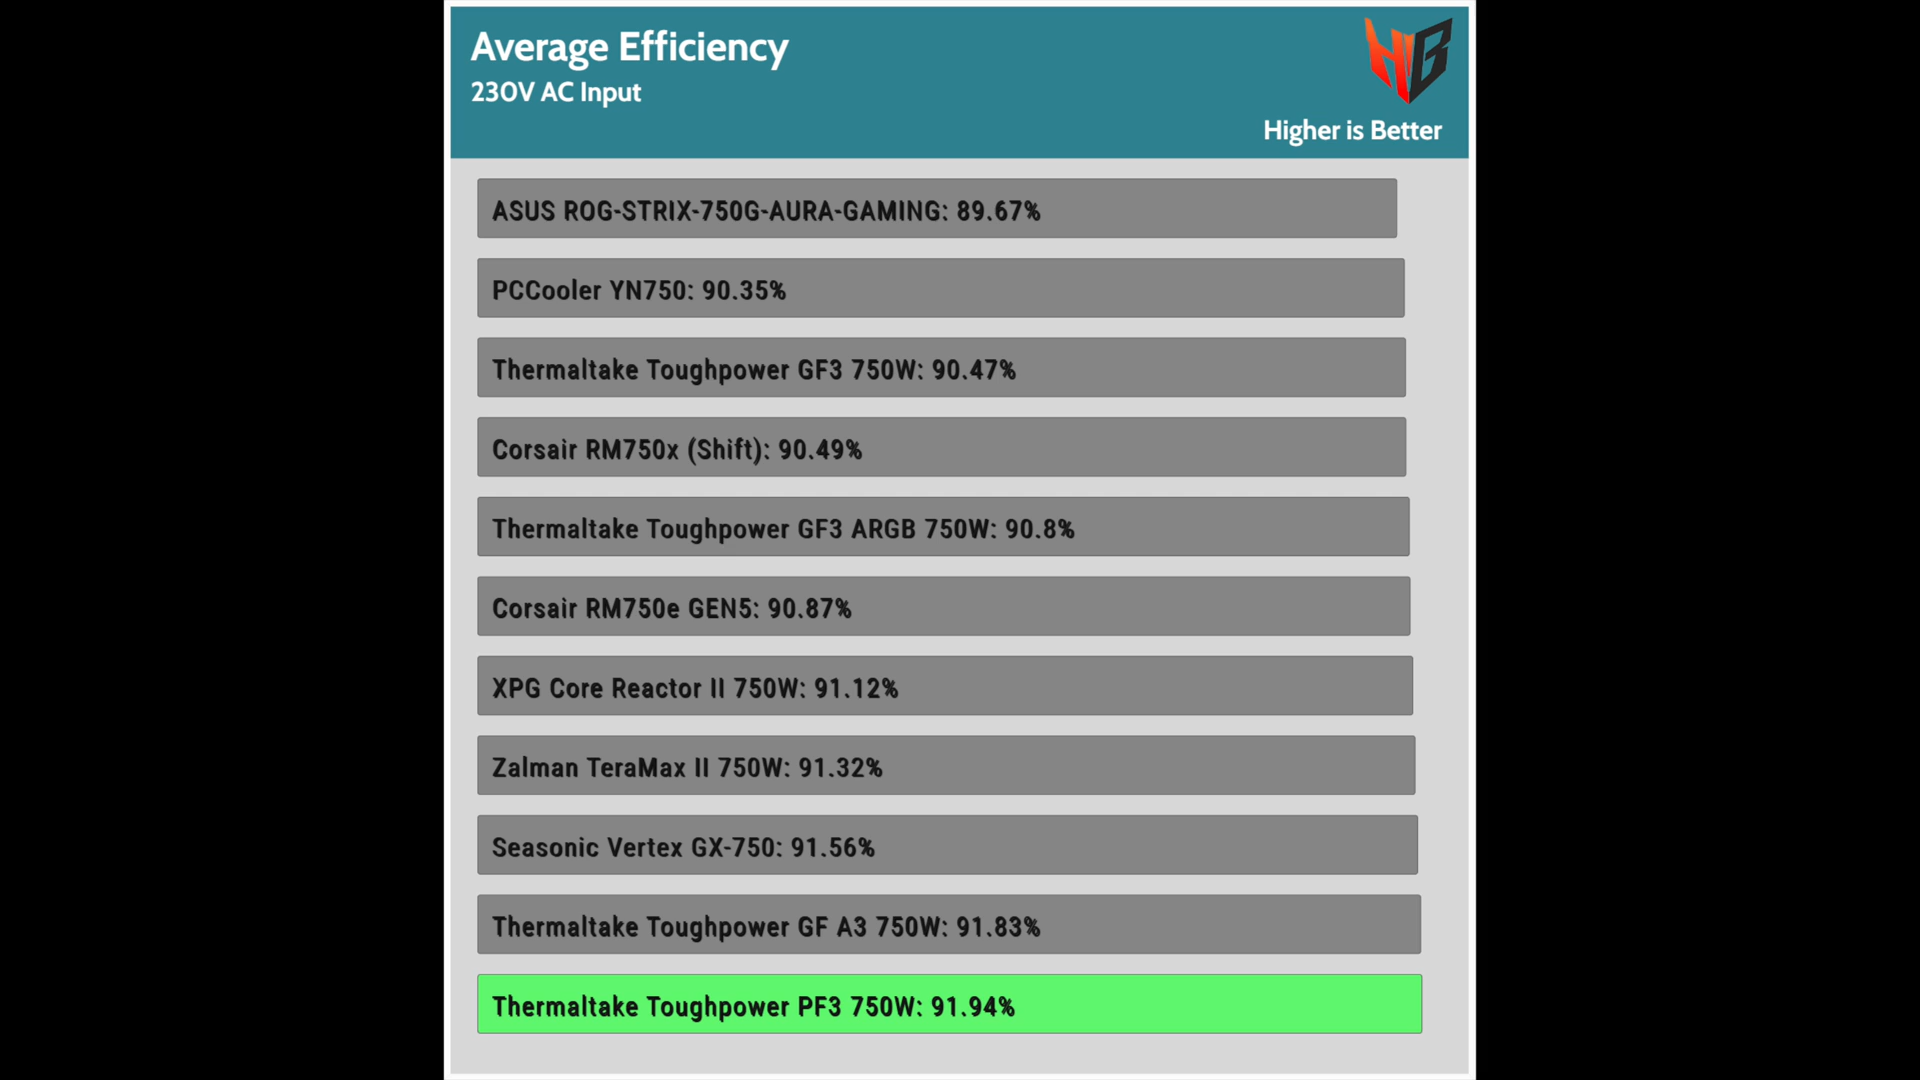 Average Efficiency
230V AC Input
HB
Higher is Better
ASUS ROG-STRIX-750G-AURA-GAMING: 89.67%
PCCooler YN750: 90.35%
Thermaltake Toughpower GF3 750W: 90.47%
Corsair RM750x (Shift): 90.49%
Thermaltake Toughpower GF3 ARGB 750W: 90.8%
Corsair RM750e GEN5: 90.87%
XPG Core Reactor II 750W: 91.12%
Zalman TeraMax II 750W: 91.32%
Seasonic Vertex GX-750: 91.56%
Thermaltake Toughpower GF A3 750W: 91.83%
Thermaltake Toughpower PF3 750W: 91.94%